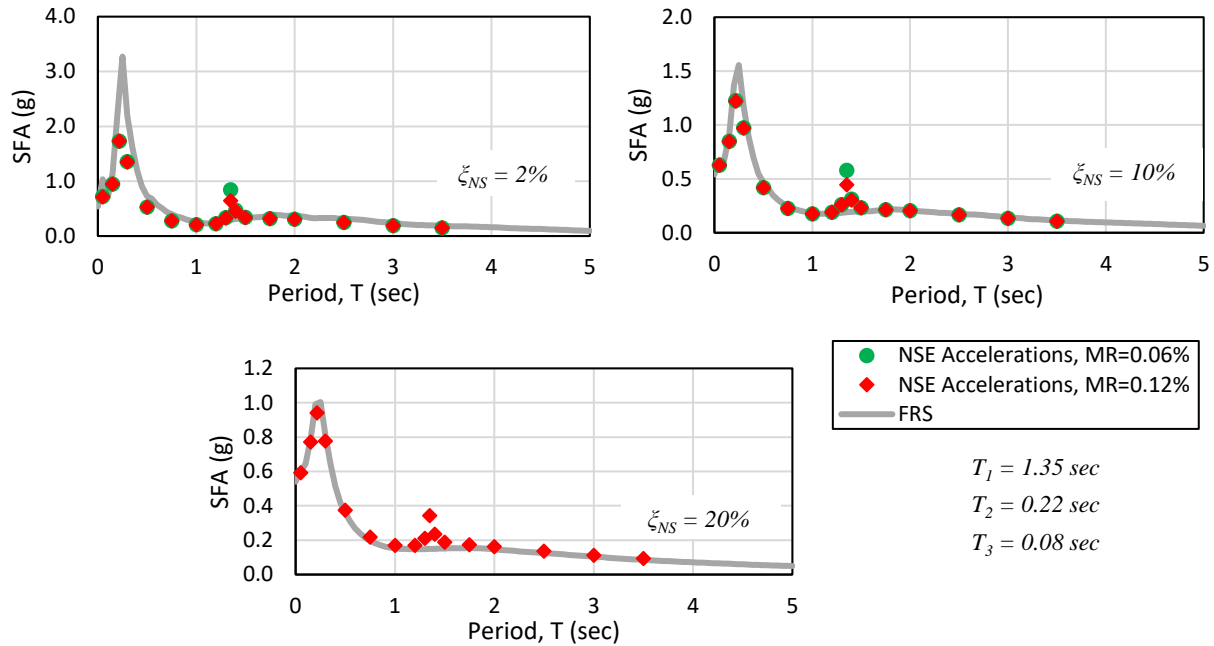 4.0
3.0
2.0
1.0
0.0
SFA (g)
ξNS = 2%
0 1 2 3 4 5
Period, T (sec)
2.0
1.5
1.0
0.5
0.0
SFA (g)
ξNS = 10%
0 1 2 3 4 5
Period, T (sec)
1.2
1.0
0.8
0.6
0.4
0.2
0.0
SFA (g)
ξNS = 20%
0 1 2 3 4 5
Period, T (sec)
NSE Accelerations, MR=0.06%
NSE Accelerations, MR=0.12%
FRS
T1 = 1.35 sec
T2 = 0.22 sec
T3 = 0.08 sec